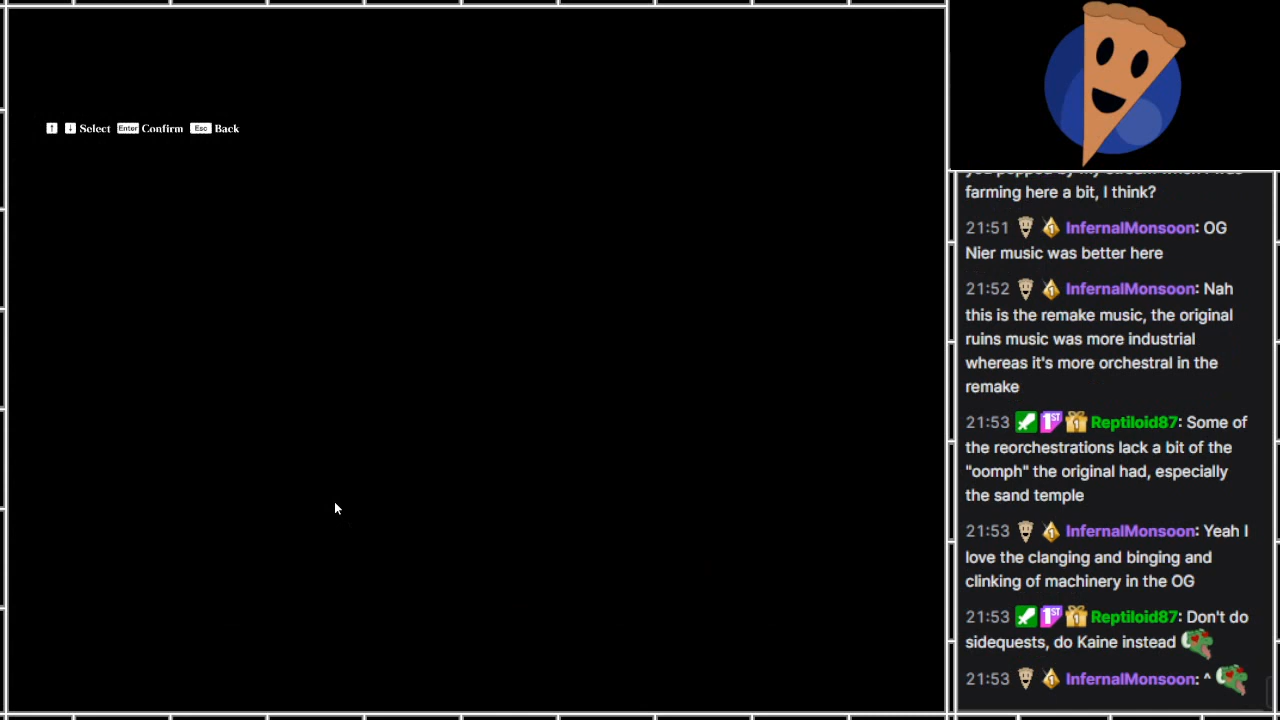 ↑ ↓ Select Enter Confirm Esc Back
farming here a bit, I think?
21:51 InfernalMonsoon: OG
Nier music was better here
21:52 InfernalMonsoon: Nah
this is the remake music, the original
ruins music was more industrial
whereas it's more orchestral in the
remake
21:53 1ST 1 Reptiloid87: Some of
the reorchestrations lack a bit of the
"oomph" the original had, especially
the sand temple
21:53 InfernalMonsoon: Yeah I
love the clanging and binging and
clinking of machinery in the OG
21:53 1ST 1 Reptiloid87: Don't do
sidequests, do Kaine instead
21:53 InfernalMonsoon: ^